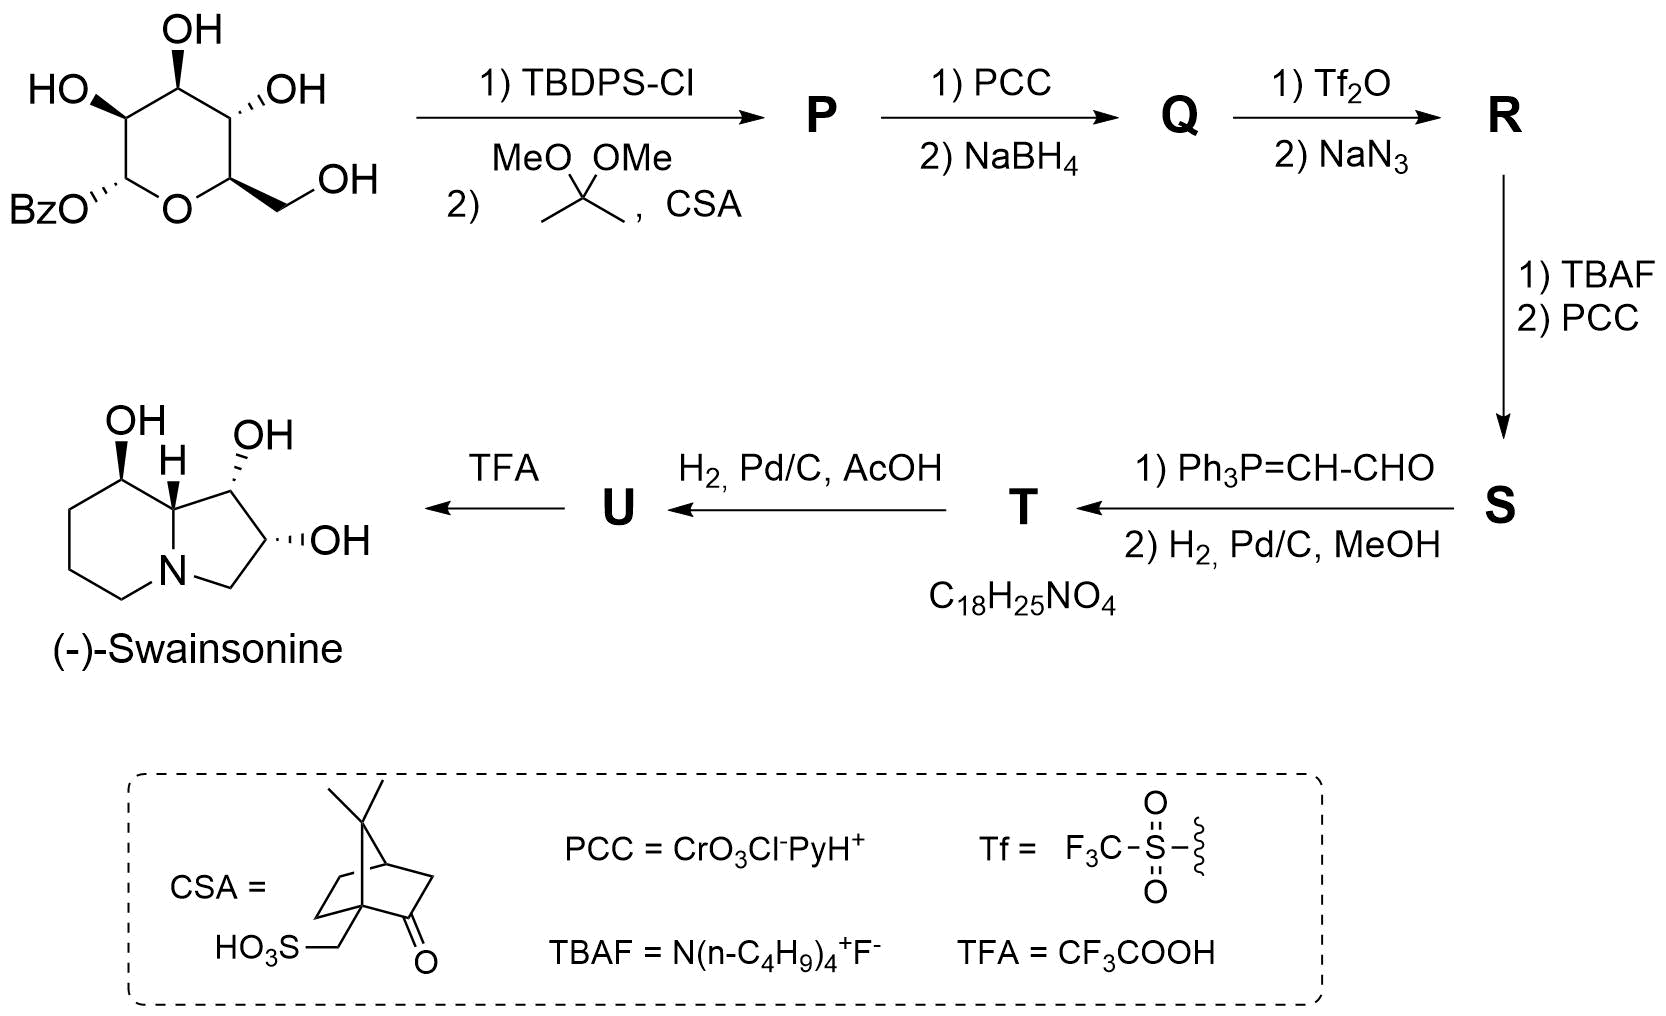 OH
HO
OH
BzO
O
OH
1) TBDPS-Cl
MeO OMe
2) , CSA
P
1) PCC
2) NaBH4
Q
1) Tf2O
2) NaN3
R
1) TBAF
2) PCC
S
1) Ph3P=CH-CHO
2) H2, Pd/C, MeOH
T
C18H25NO4
H2, Pd/C, AcOH
U
TFA
OH
H
OH
OH
N
(-)-Swainsonine
CSA =
HO3S
O
PCC = CrO3Cl-PyH+
Tf =
O
F3C-S
O
TBAF = N(n-C4H9)4+F-
TFA = CF3COOH